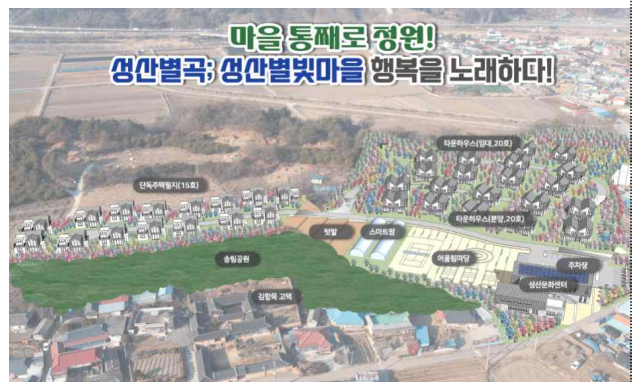 마을 통째로 정원!
성산별곡; 성산별빛마을 행복을 노래하다!
타운하우스(임대,20호)
단독주택필지(15호)
타운하우스(분양,20호)
텃밭
스마트팜
송림공원
어울림마당
주차장
성산문화센터
김항묵 고택